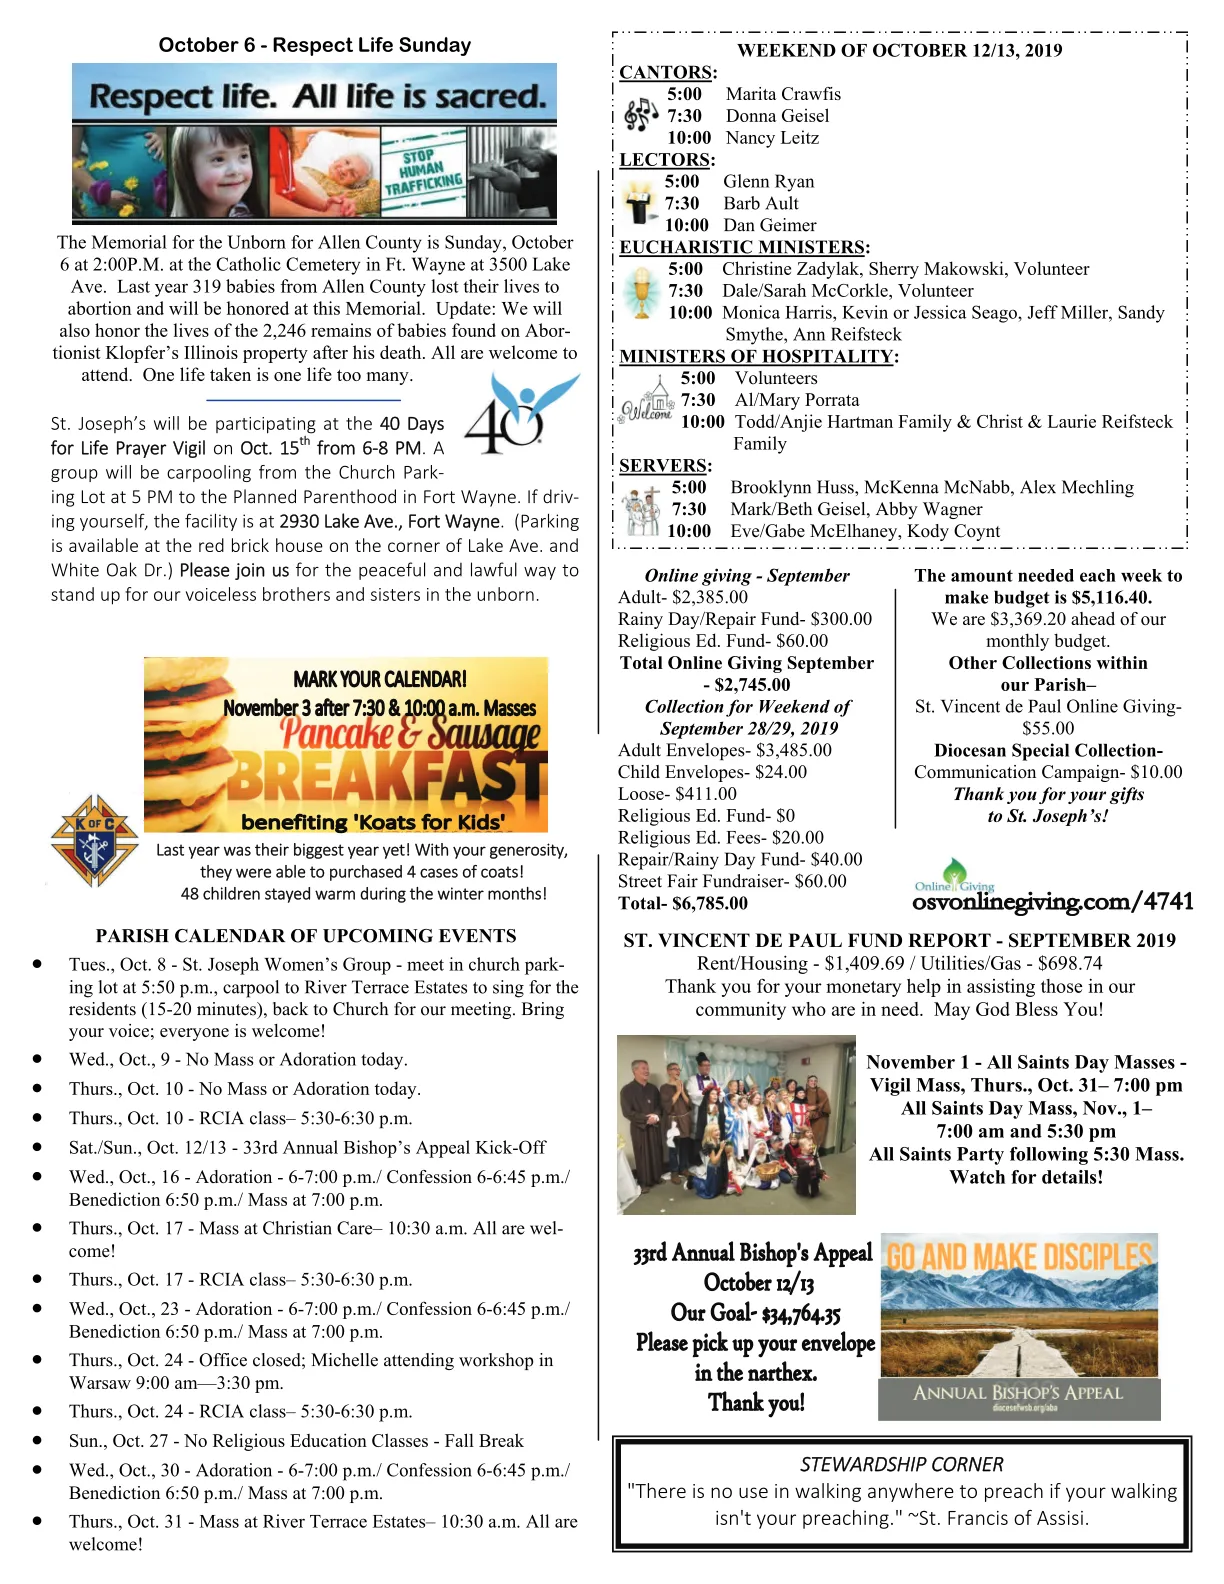 October 6 - Respect Life Sunday
Respect life. All life is sacred.
STOP
HUMAN
TRAFFICKING
The Memorial for the Unborn for Allen County is Sunday, October
6 at 2:00P.M. at the Catholic Cemetery in Ft. Wayne at 3500 Lake
Ave. Last year 319 babies from Allen County lost their lives to
abortion and will be honored at this Memorial. Update: We will
also honor the lives of the 2,246 remains of babies found on Abor-
tionist Klopfer's Illinois property after his death. All are welcome to
attend. One life taken is one life too many.
40
St. Joseph's will be participating at the 40 Days
for Life Prayer Vigil on Oct. 15th from 6-8 PM. A
group will be carpooling from the Church Park-
ing Lot at 5 PM to the Planned Parenthood in Fort Wayne. If driv-
ing yourself, the facility is at 2930 Lake Ave., Fort Wayne. (Parking
is available at the red brick house on the corner of Lake Ave. and
White Oak Dr.) Please join us for the peaceful and lawful way to
stand up for our voiceless brothers and sisters in the unborn.
MARK YOUR CALENDAR!
November 3 after 7:30 & 10:00 a.m. Masses
Pancake & Sausage
BREAKFAST
benefiting 'Koats for Kids'
K OF C
Last year was their biggest year yet! With your generosity,
they were able to purchased 4 cases of coats!
48 children stayed warm during the winter months!
PARISH CALENDAR OF UPCOMING EVENTS
● Tues., Oct. 8 - St. Joseph Women's Group - meet in church park-
ing lot at 5:50 p.m., carpool to River Terrace Estates to sing for the
residents (15-20 minutes), back to Church for our meeting. Bring
your voice; everyone is welcome!
● Wed., Oct., 9 - No Mass or Adoration today.
● Thurs., Oct. 10 - No Mass or Adoration today.
● Thurs., Oct. 10 - RCIA class– 5:30-6:30 p.m.
● Sat./Sun., Oct. 12/13 - 33rd Annual Bishop's Appeal Kick-Off
● Wed., Oct., 16 - Adoration - 6-7:00 p.m./ Confession 6-6:45 p.m./
Benediction 6:50 p.m./ Mass at 7:00 p.m.
● Thurs., Oct. 17 - Mass at Christian Care– 10:30 a.m. All are wel-
come!
● Thurs., Oct. 17 - RCIA class– 5:30-6:30 p.m.
● Wed., Oct., 23 - Adoration - 6-7:00 p.m./ Confession 6-6:45 p.m./
Benediction 6:50 p.m./ Mass at 7:00 p.m.
● Thurs., Oct. 24 - Office closed; Michelle attending workshop in
Warsaw 9:00 am—3:30 pm.
● Thurs., Oct. 24 - RCIA class– 5:30-6:30 p.m.
● Sun., Oct. 27 - No Religious Education Classes - Fall Break
● Wed., Oct., 30 - Adoration - 6-7:00 p.m./ Confession 6-6:45 p.m./
Benediction 6:50 p.m./ Mass at 7:00 p.m.
● Thurs., Oct. 31 - Mass at River Terrace Estates– 10:30 a.m. All are
welcome!
WEEKEND OF OCTOBER 12/13, 2019
CANTORS:
5:00 Marita Crawfis
7:30 Donna Geisel
10:00 Nancy Leitz
LECTORS:
5:00 Glenn Ryan
7:30 Barb Ault
10:00 Dan Geimer
EUCHARISTIC MINISTERS:
5:00 Christine Zadylak, Sherry Makowski, Volunteer
7:30 Dale/Sarah McCorkle, Volunteer
10:00 Monica Harris, Kevin or Jessica Seago, Jeff Miller, Sandy
Smythe, Ann Reifsteck
MINISTERS OF HOSPITALITY:
Welcome
5:00 Volunteers
7:30 Al/Mary Porrata
10:00 Todd/Anjie Hartman Family & Christ & Laurie Reifsteck
Family
SERVERS:
5:00 Brooklynn Huss, McKenna McNabb, Alex Mechling
7:30 Mark/Beth Geisel, Abby Wagner
10:00 Eve/Gabe McElhaney, Kody Coynt
Online giving - September
Adult- $2,385.00
Rainy Day/Repair Fund- $300.00
Religious Ed. Fund- $60.00
Total Online Giving September
- $2,745.00
Collection for Weekend of
September 28/29, 2019
Adult Envelopes- $3,485.00
Child Envelopes- $24.00
Loose- $411.00
Religious Ed. Fund- $0
Religious Ed. Fees- $20.00
Repair/Rainy Day Fund- $40.00
Street Fair Fundraiser- $60.00
Total- $6,785.00
The amount needed each week to
make budget is $5,116.40.
We are $3,369.20 ahead of our
monthly budget.
Other Collections within
our Parish–
St. Vincent de Paul Online Giving-
$55.00
Diocesan Special Collection-
Communication Campaign- $10.00
Thank you for your gifts
to St. Joseph's!
Online Giving
osvonlinegiving.com/4741
ST. VINCENT DE PAUL FUND REPORT - SEPTEMBER 2019
Rent/Housing - $1,409.69 / Utilities/Gas - $698.74
Thank you for your monetary help in assisting those in our
community who are in need. May God Bless You!
November 1 - All Saints Day Masses -
Vigil Mass, Thurs., Oct. 31– 7:00 pm
All Saints Day Mass, Nov., 1–
7:00 am and 5:30 pm
All Saints Party following 5:30 Mass.
Watch for details!
33rd Annual Bishop's Appeal
October 12/13
Our Goal- $34,764.35
Please pick up your envelope
in the narthex.
Thank you!
GO AND MAKE DISCIPLES
ANNUAL BISHOP'S APPEAL
diocesefwsb.org/aba
STEWARDSHIP CORNER
"There is no use in walking anywhere to preach if your walking
isn't your preaching." ~St. Francis of Assisi.